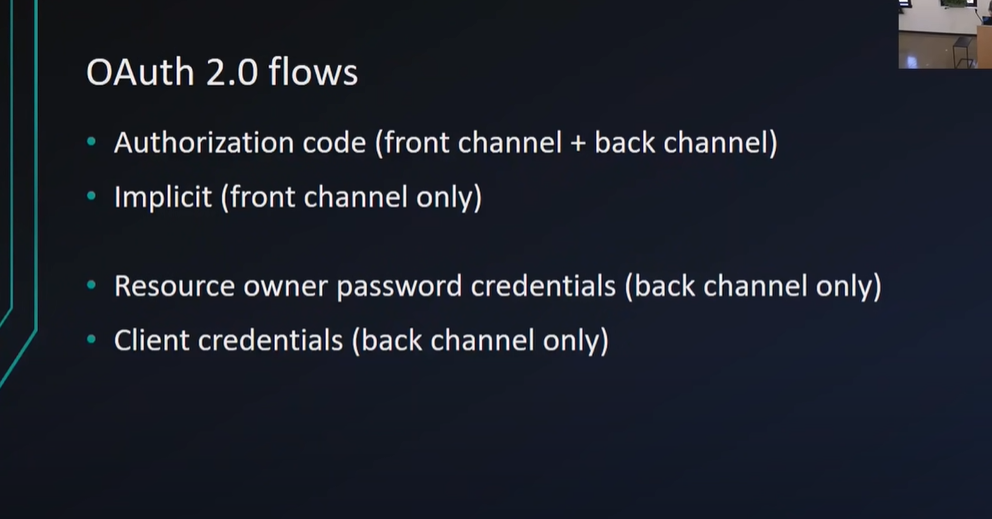 OAuth 2.0 flows
• Authorization code (front channel + back channel)
• Implicit (front channel only)
• Resource owner password credentials (back channel only)
• Client credentials (back channel only)